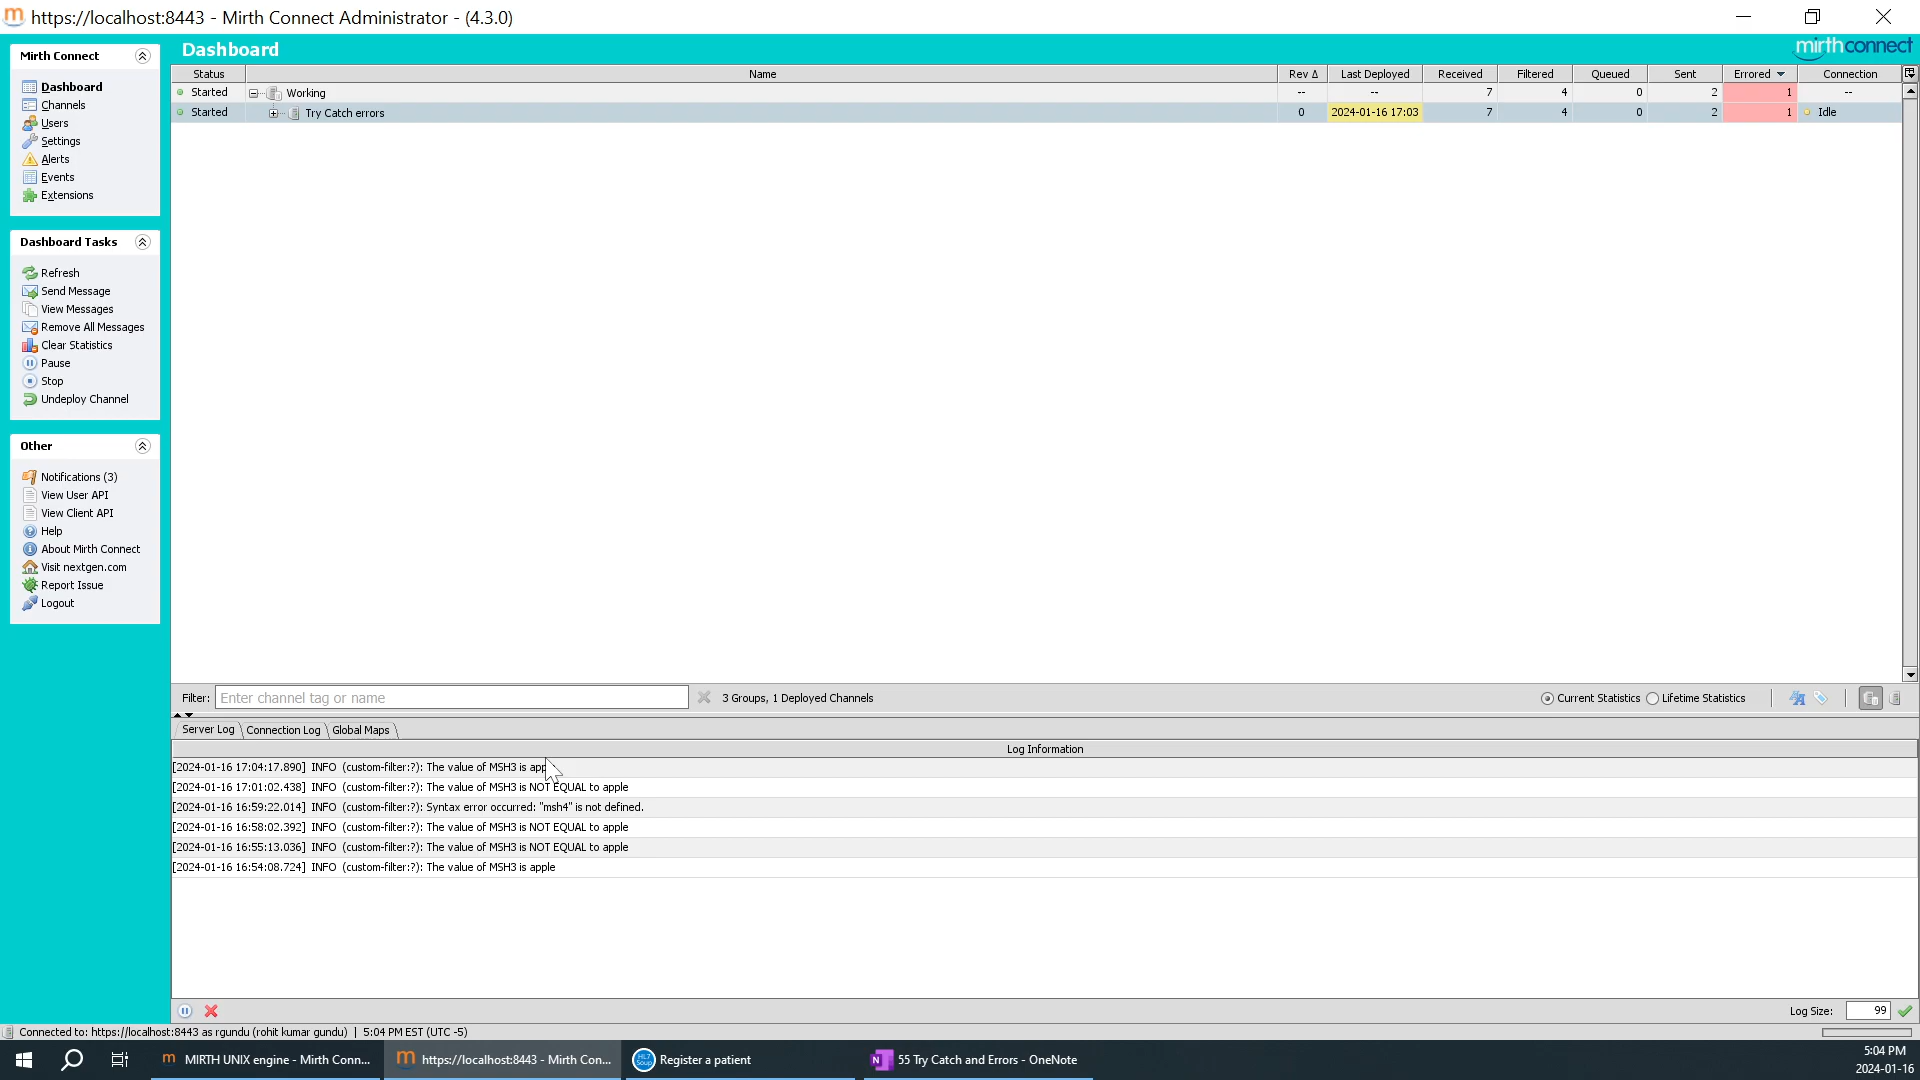 https://localhost:8443 - Mirth Connect Administrator - (4.3.0)
Mirth Connect
Dashboard
Channels
Users
Settings
Alerts
Events
Extensions
Dashboard Tasks
Refresh
Send Message
View Messages
Remove All Messages
Clear Statistics
Pause
Stop
Undeploy Channel
Other
Notifications (3)
View User API
View Client API
Help
About Mirth Connect
Visit nextgen.com
Report Issue
Logout
Dashboard
mirthconnect
Status Name Rev Δ Last Deployed Received Filtered Queued Sent Errored Connection
Started Working -- -- 7 4 0 2 1 --
Started Try Catch errors 0 2024-01-16 17:03 7 4 0 2 1 Idle
Filter: Enter channel tag or name 3 Groups, 1 Deployed Channels Current Statistics Lifetime Statistics
Server Log Connection Log Global Maps
Log Information
[2024-01-16 17:04:17.890] INFO (custom-filter:?): The value of MSH3 is app
[2024-01-16 17:01:02.438] INFO (custom-filter:?): The value of MSH3 is NOT EQUAL to apple
[2024-01-16 16:59:22.014] INFO (custom-filter:?): Syntax error occurred: "msh4" is not defined.
[2024-01-16 16:58:02.392] INFO (custom-filter:?): The value of MSH3 is NOT EQUAL to apple
[2024-01-16 16:55:13.036] INFO (custom-filter:?): The value of MSH3 is NOT EQUAL to apple
[2024-01-16 16:54:08.724] INFO (custom-filter:?): The value of MSH3 is apple
Log Size: 99
Connected to: https://localhost:8443 as rgundu (rohit kumar gundu) | 5:04 PM EST (UTC -5)
MIRTH UNIX engine - Mirth Conn...
https://localhost:8443 - Mirth Con...
HL7 Soup
Register a patient
55 Try Catch and Errors - OneNote
5:04 PM
2024-01-16